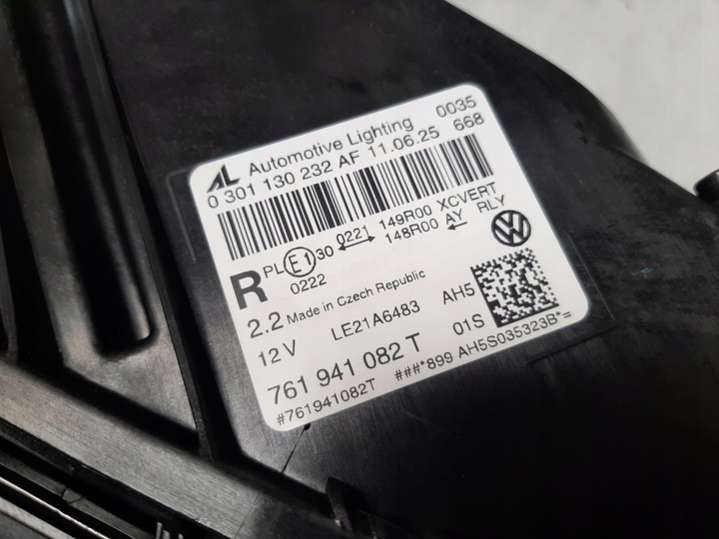 AL Automotive Lighting 0035
0 301 130 232 AF 11.06.25 668
R PL E1 30 0221 149R00 XCVERT
0222 148R00 AY RLY
2.2 Made in Czech Republic
12 V LE21A6483 AH5
761 941 082 T 01S
#761941082T ###*899 AH5S035323B*=